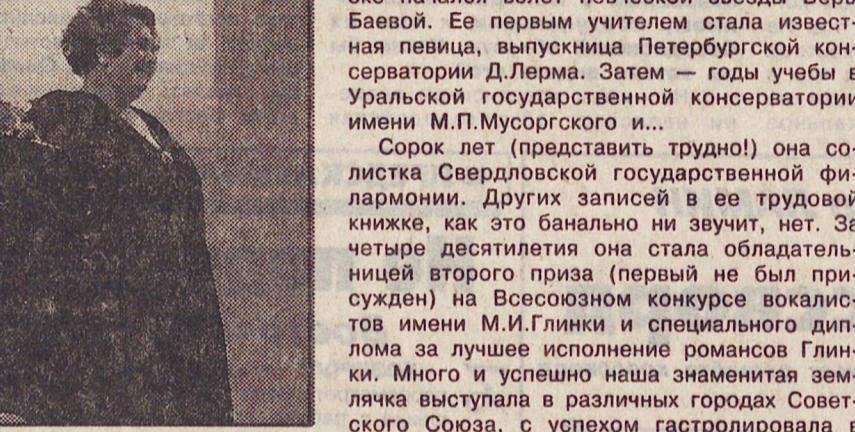 Баевой. Ее первым учителем стала извест-
ная певица, выпускница Петербургской кон-
серватории Д.Лерма. Затем — годы учебы в
Уральской государственной консерватории
имени М.П.Мусоргского и...
Сорок лет (представить трудно!) она со-
листка Свердловской государственной фи-
лармонии. Других записей в ее трудовой
книжке, как это банально ни звучит, нет. За
четыре десятилетия она стала обладатель-
ницей второго приза (первый не был при-
сужден) на Всесоюзном конкурсе вокалис-
тов имени М.И.Глинки и специального дип-
лома за лучшее исполнение романсов Глин-
ки. Много и успешно наша знаменитая зем-
лячка выступала в различных городах Совет-
ского Союза, с успехом гастролировала в